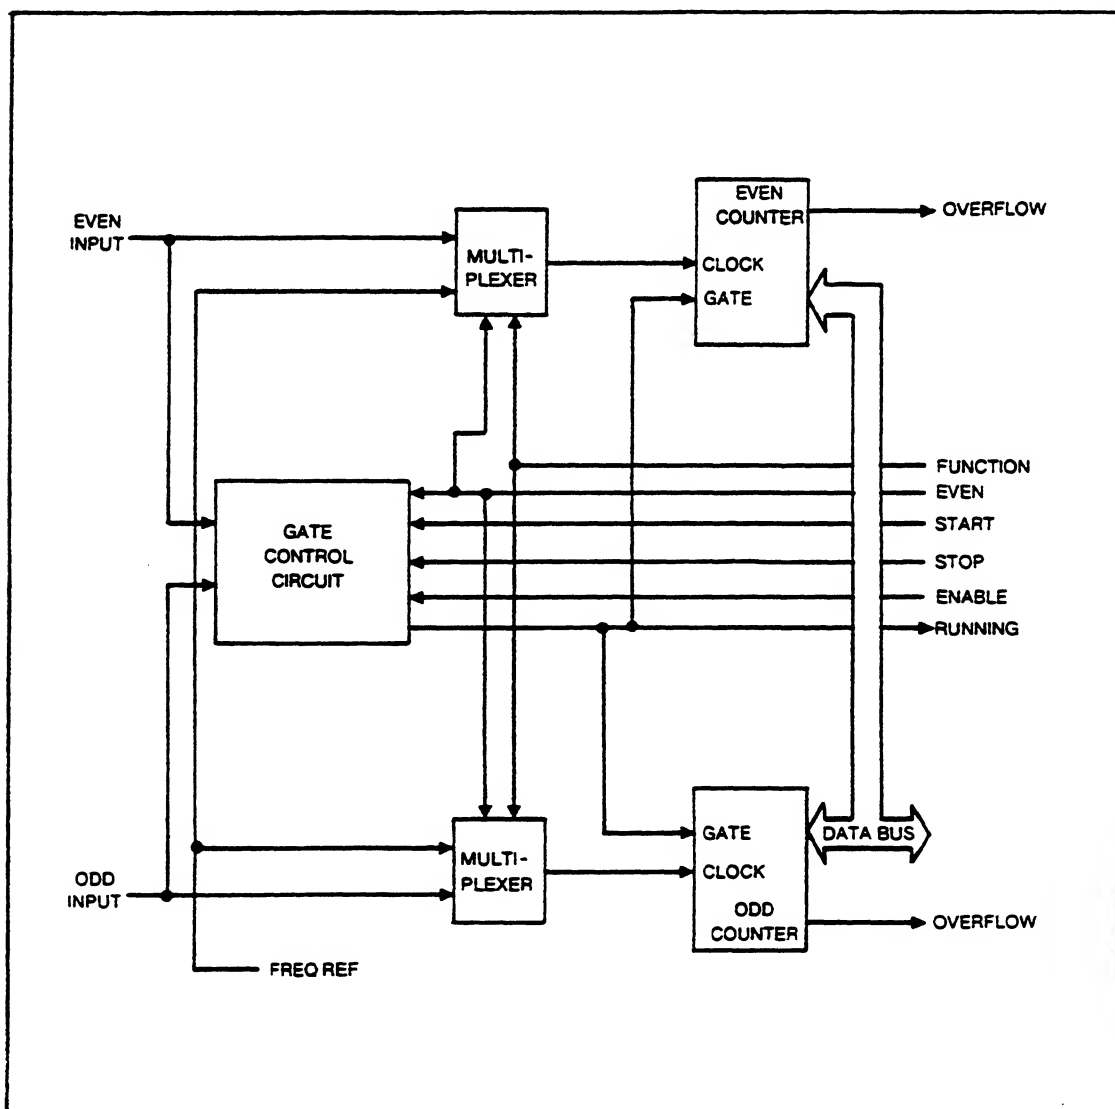 EVEN
INPUT
MULTI-
PLEXER
EVEN
COUNTER
CLOCK
GATE
OVERFLOW
GATE
CONTROL
CIRCUIT
FUNCTION
EVEN
START
STOP
ENABLE
RUNNING
ODD
INPUT
MULTI-
PLEXER
GATE
CLOCK
ODD
COUNTER
DATA BUS
OVERFLOW
FREQ REF